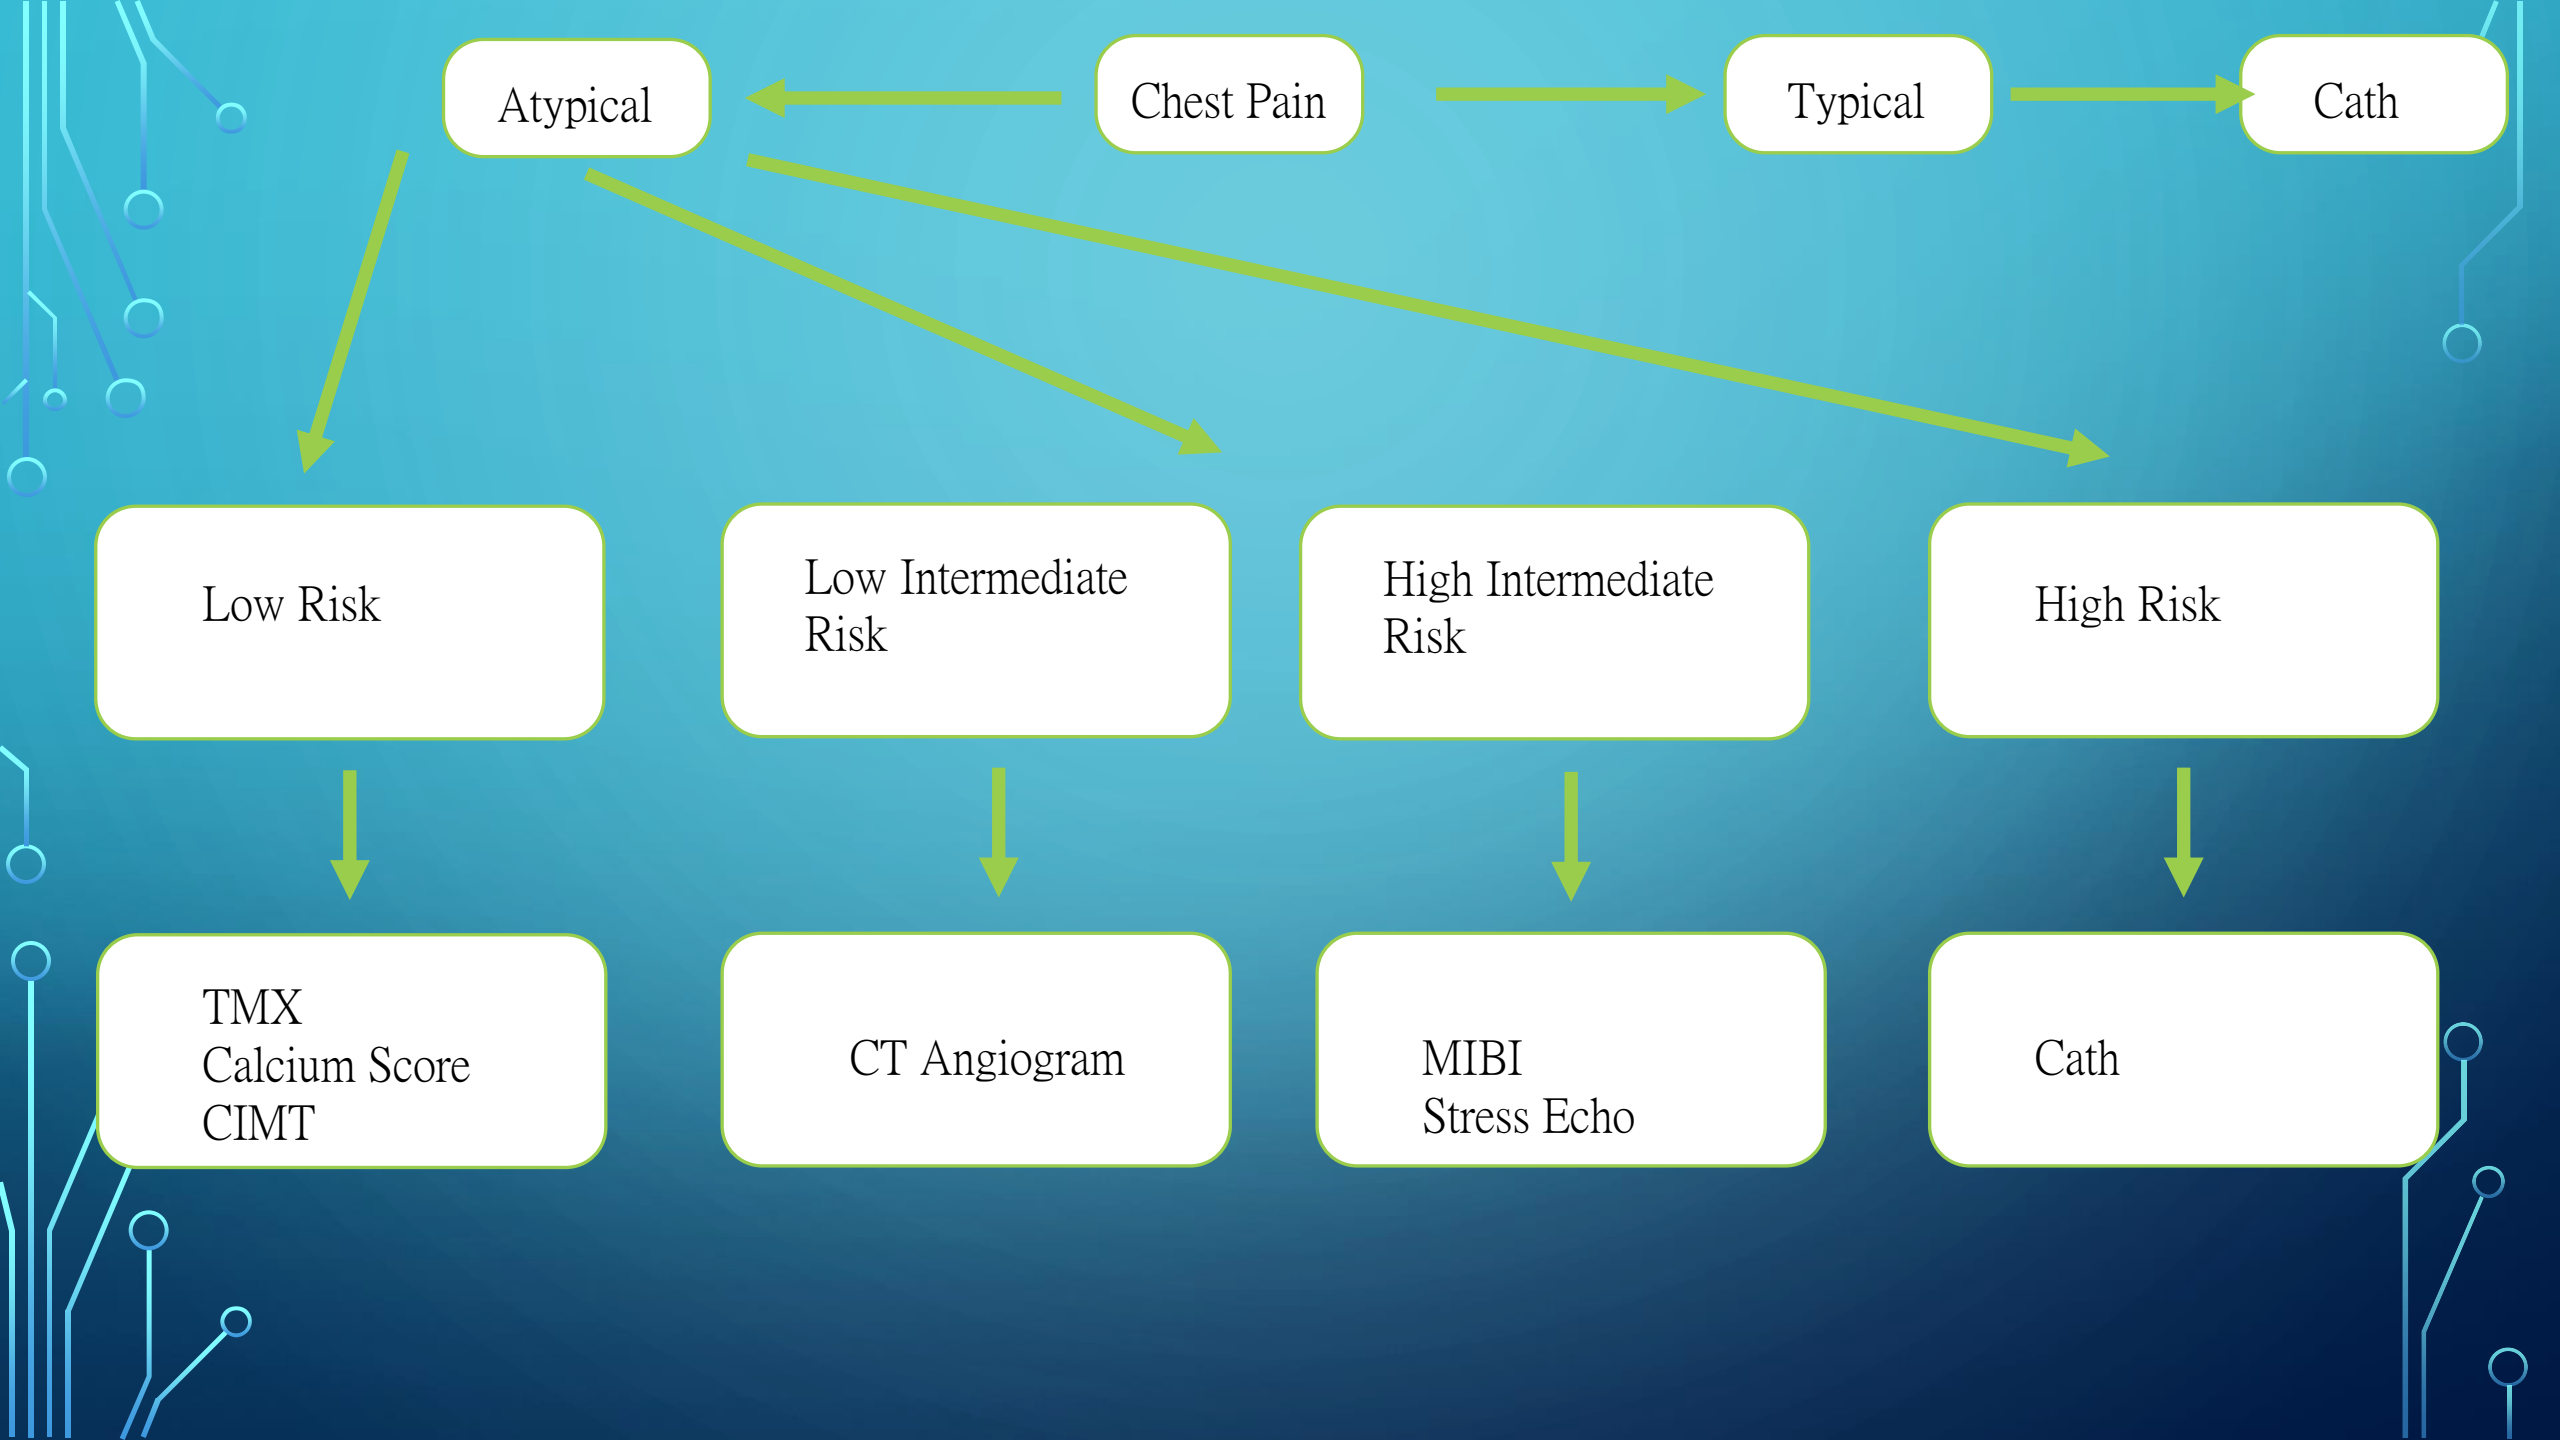 Atypical
Chest Pain
Typical
Cath
Low Risk
Low Intermediate
Risk
High Intermediate
Risk
High Risk
TMX
Calcium Score
CIMT
CT Angiogram
MIBI
Stress Echo
Cath